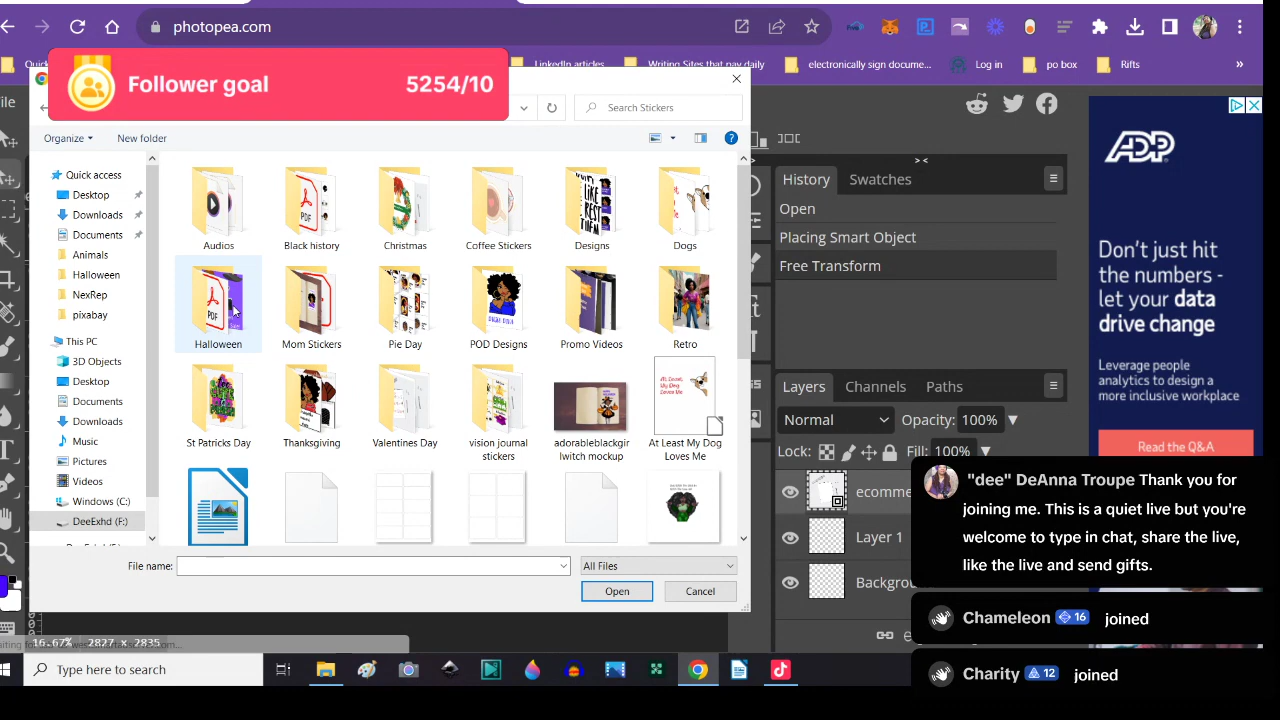 photopea.com
LinkedIn articles
Writing Sites that pay daily
electronically sign docume...
Log in
po box
Rifts
»
Follower goal 5254/10
Search Stickers
Organize
New folder
Quick access
Desktop
Downloads
Documents
Animals
Halloween
NexRep
pixabay
This PC
3D Objects
Desktop
Documents
Downloads
Music
Pictures
Videos
Windows (C:)
DeeExhd (F:)
Audios
Black history
Christmas
Coffee Stickers
Designs
Dogs
Halloween
Mom Stickers
Pie Day
POD Designs
Promo Videos
Retro
St Patricks Day
Thanksgiving
Valentines Day
vision journal
stickers
adorableblackgir
lwitch mockup
At Least My Dog
Loves Me
File name:
All Files
Open
Cancel
16.67% 2827 × 2835
History
Swatches
Open
Placing Smart Object
Free Transform
Layers
Channels
Paths
Normal
Opacity: 100%
Lock:
Fill: 100%
ecomme
Layer 1
Backgrou
ADP
Don't just hit
the numbers -
let your data
drive change
Leverage people
analytics to design a
more inclusive workplace
Read the Q&A
"dee" DeAnna Troupe Thank you for
joining me. This is a quiet live but you're
welcome to type in chat, share the live,
like the live and send gifts.
Chameleon 16 joined
Charity 12 joined
Type here to search